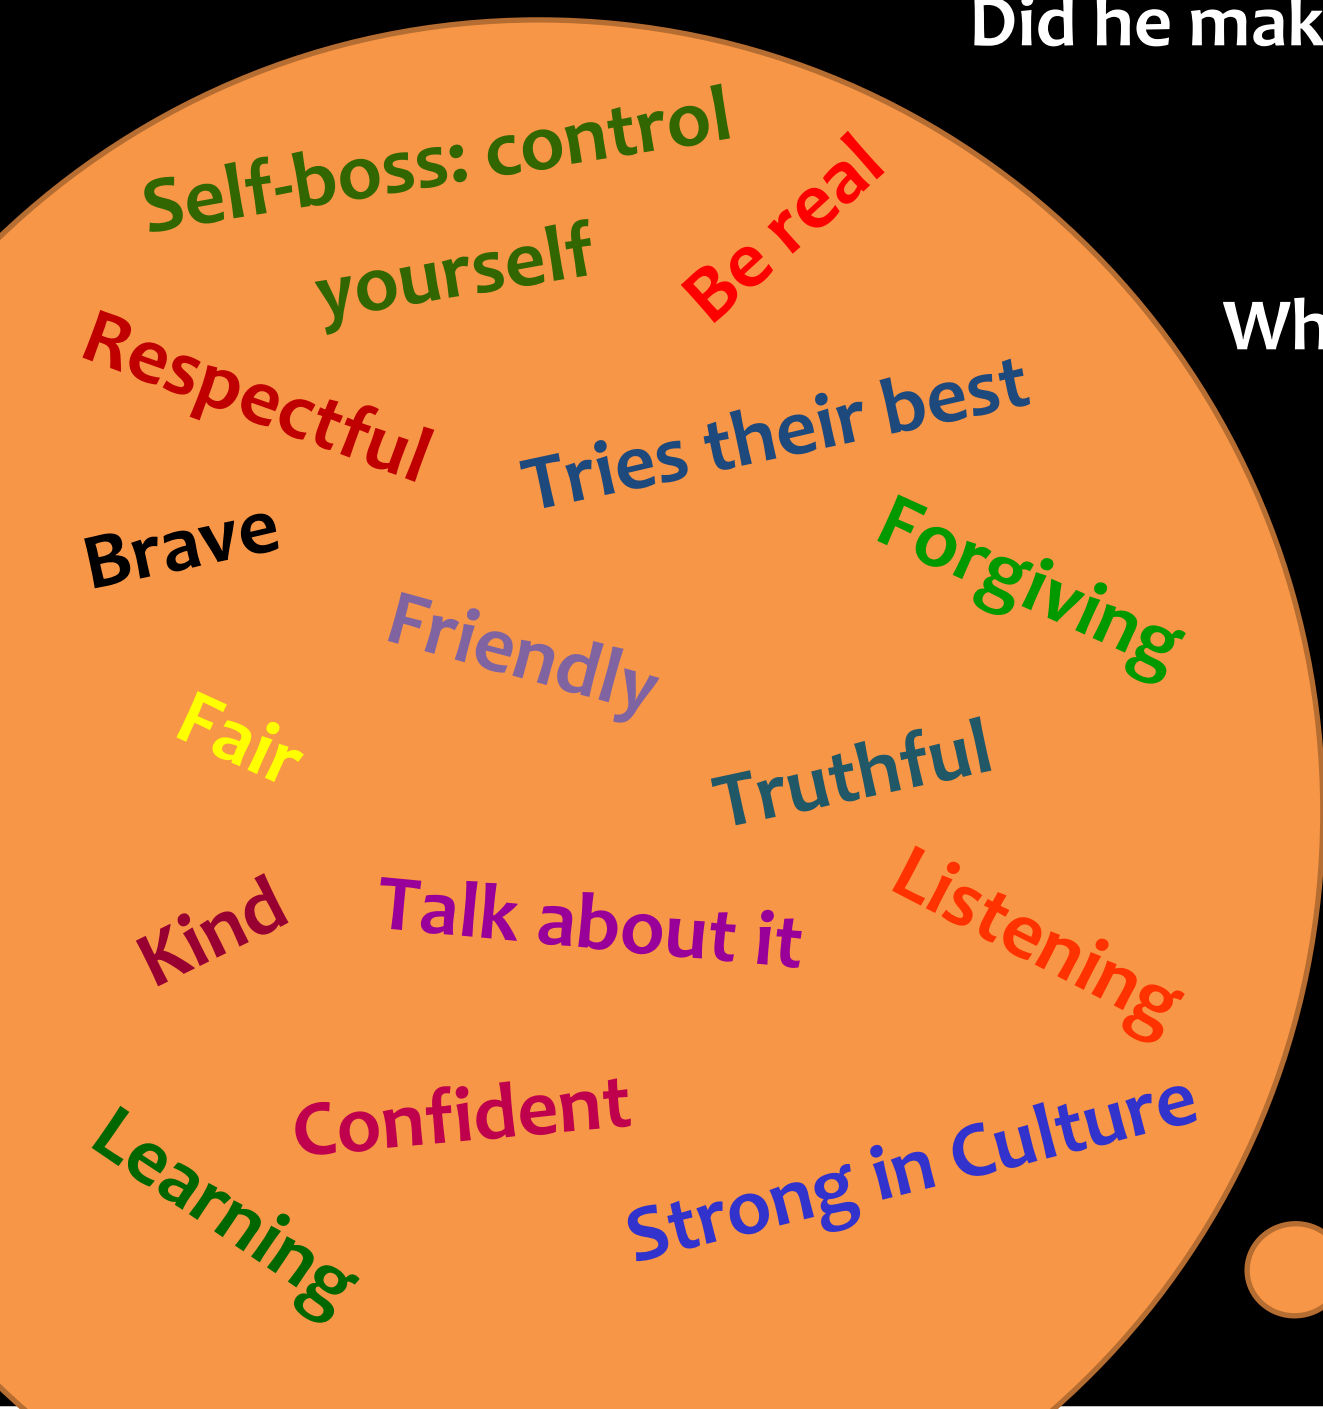 Did he mak
Self-boss: control
yourself
Be real
Wh
Respectful
Tries their best
Brave
Forgiving
Friendly
Fair
Truthful
Kind
Talk about it
Listening
Confident
Learning
Strong in Culture